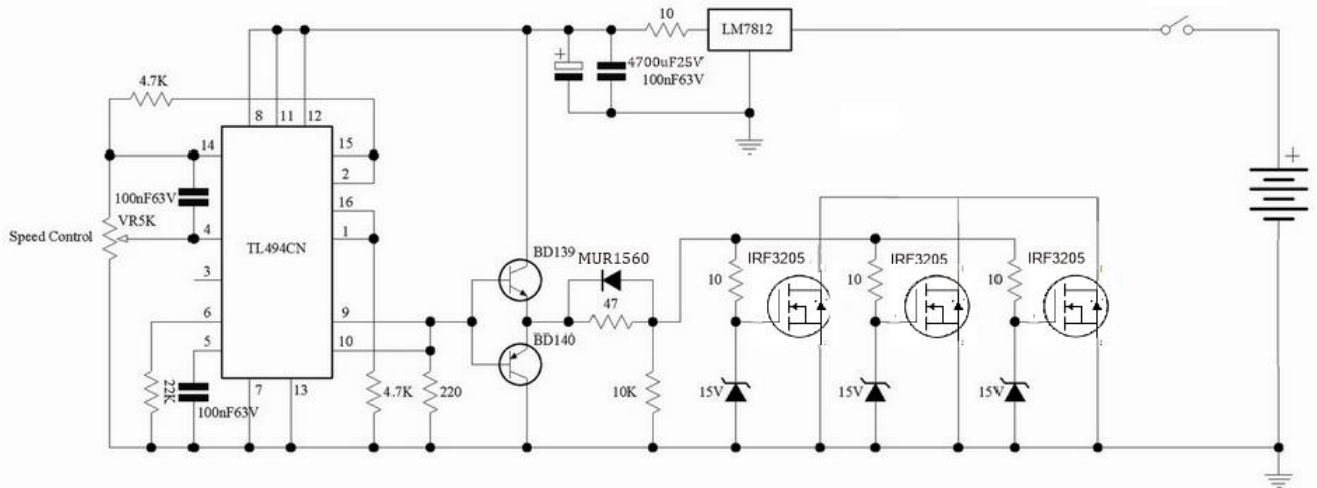 10
LM7812
+
4700uF25V
100nF63V
4.7K
8
11
12
14
15
2
100nF63V
16
VR5K
Speed Control
4
TL494CN
1
3
BD139
MUR1560
10
IRF3205
10
IRF3205
10
IRF3205
+
47
6
9
5
10
BD140
22K
100nF63V
7
13
4.7K
220
10K
15V
15V
15V